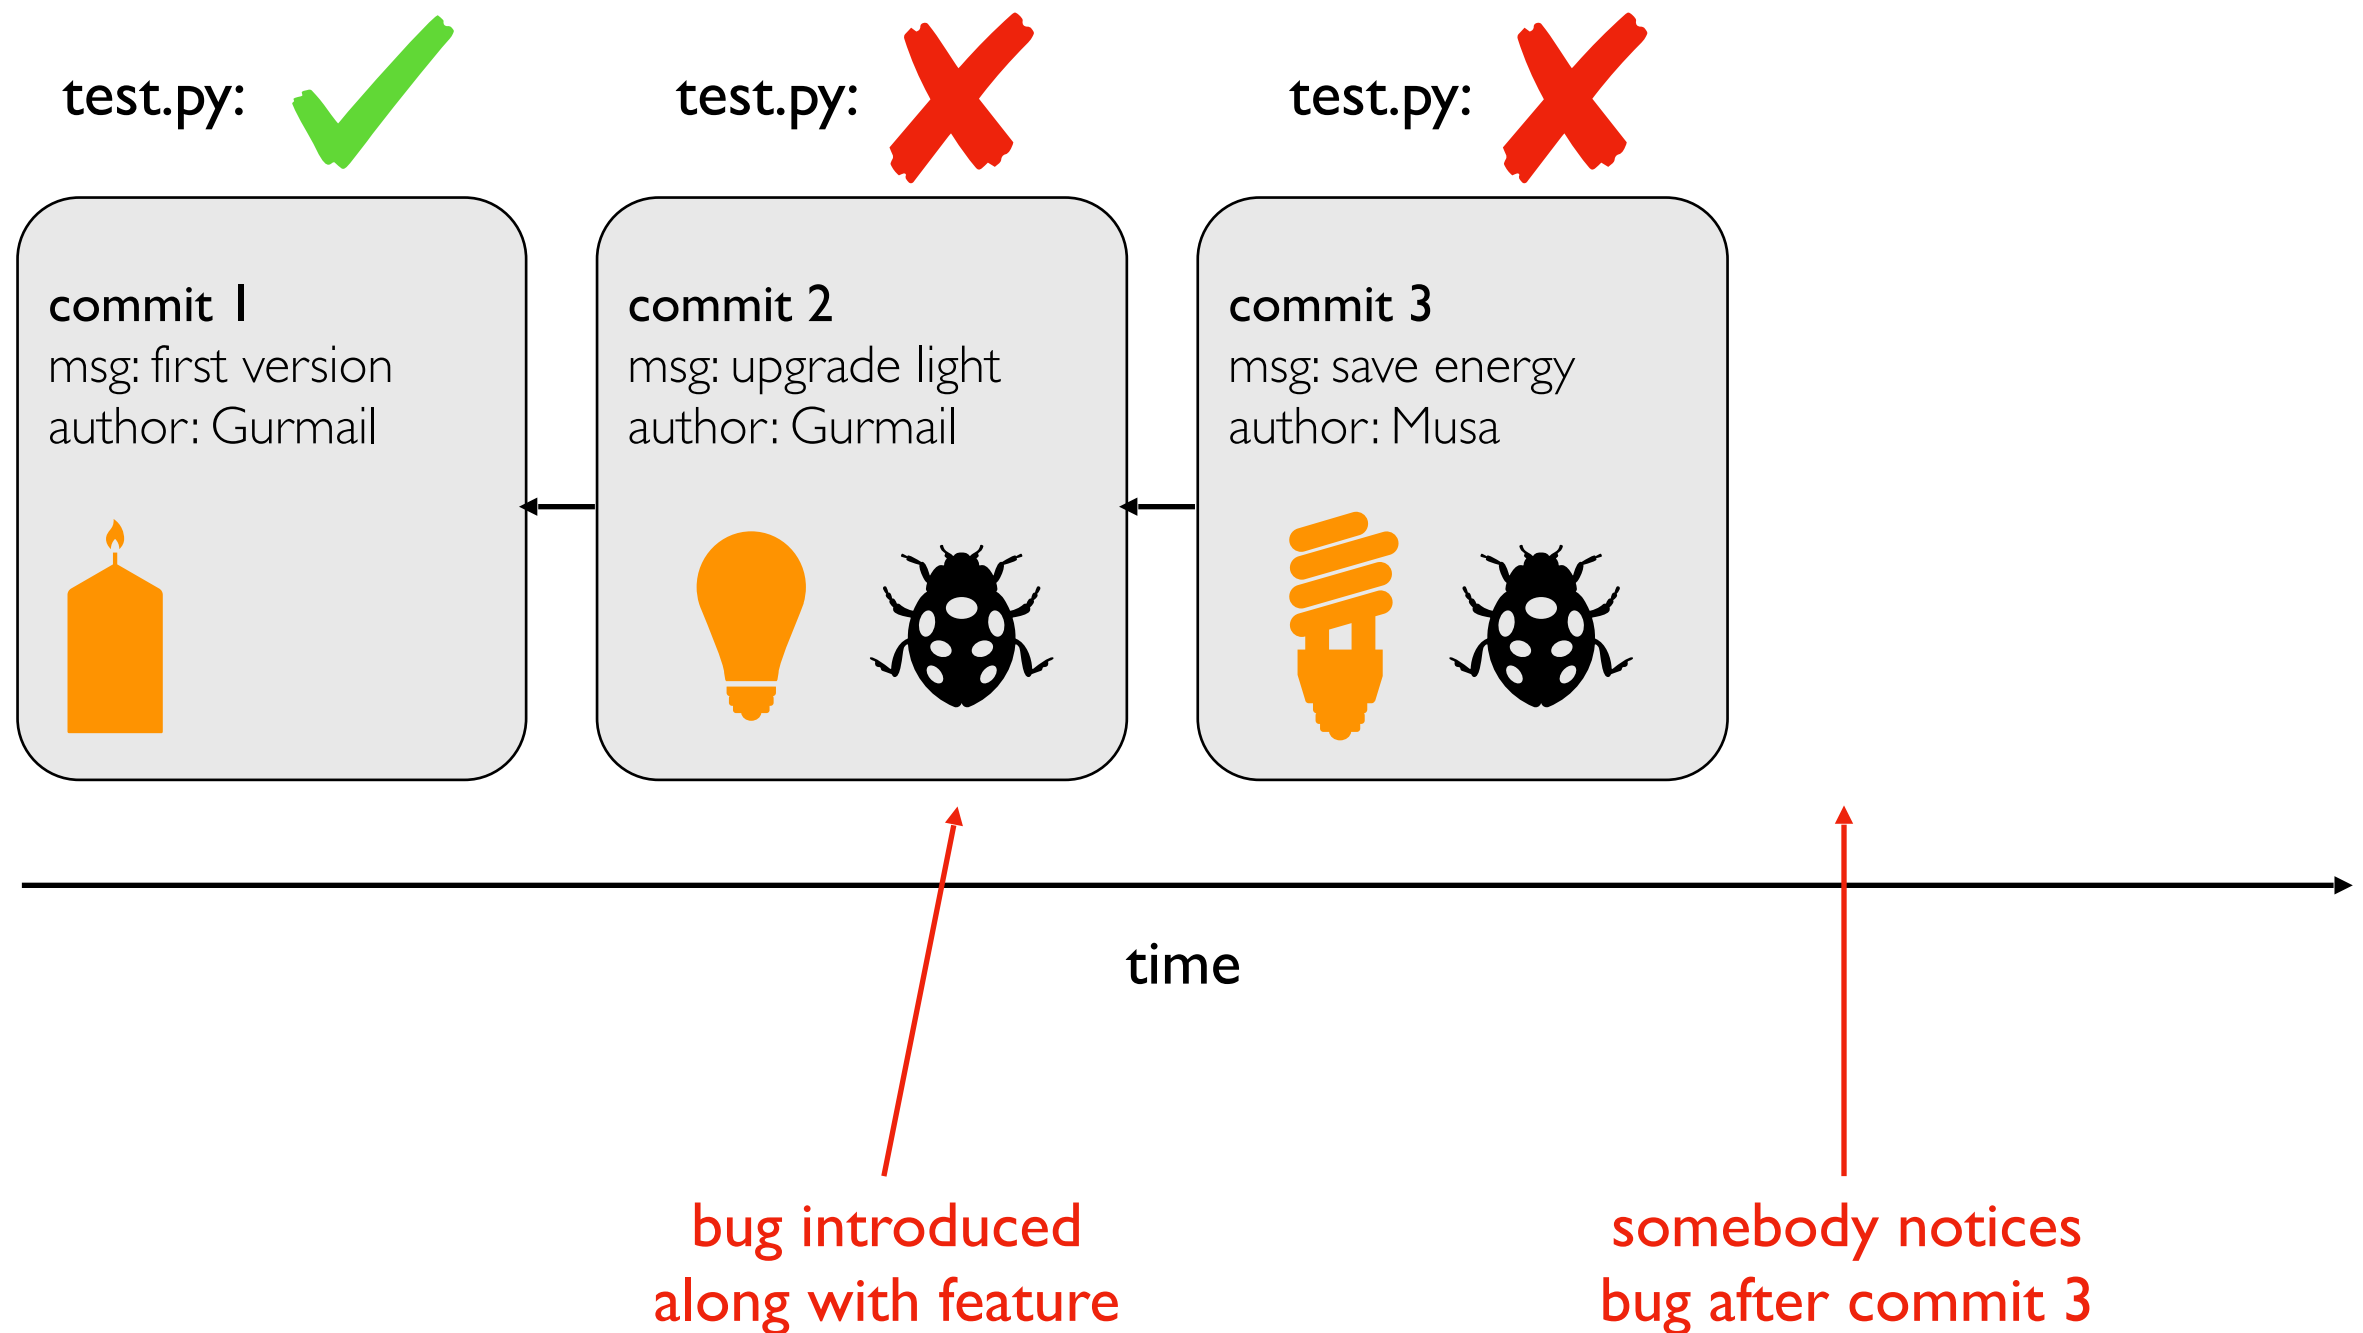 test.py:
test.py:
test.py:
commit 1
msg: first version
author: Gurmail
commit 2
msg: upgrade light
author: Gurmail
commit 3
msg: save energy
author: Musa
time
bug introduced
along with feature
somebody notices
bug after commit 3